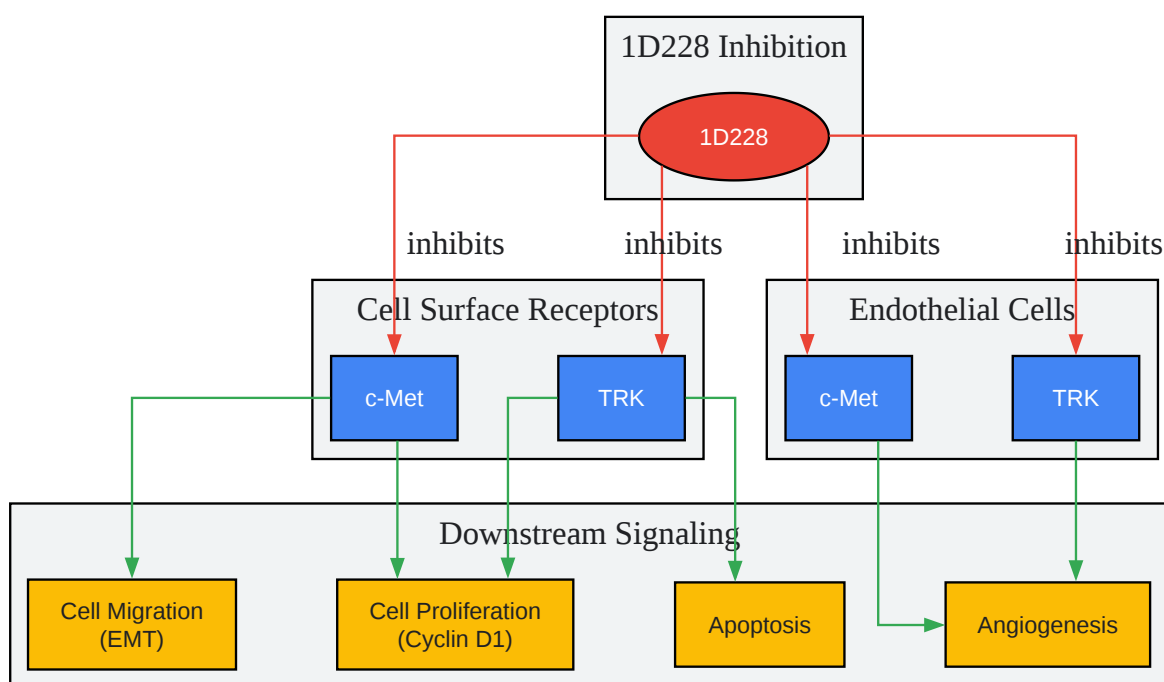 1D228 Inhibition
1D228
inhibits
inhibits
inhibits
inhibits
Cell Surface Receptors
Endothelial Cells
c-Met
TRK
c-Met
TRK
Downstream Signaling
Cell Migration
(EMT)
Cell Proliferation
(Cyclin D1)
Apoptosis
Angiogenesis